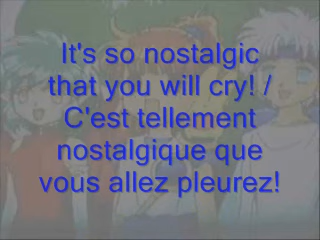 It's so nostalgic
that you will cry! /
C'est tellement
nostalgique que
vous allez pleurez!